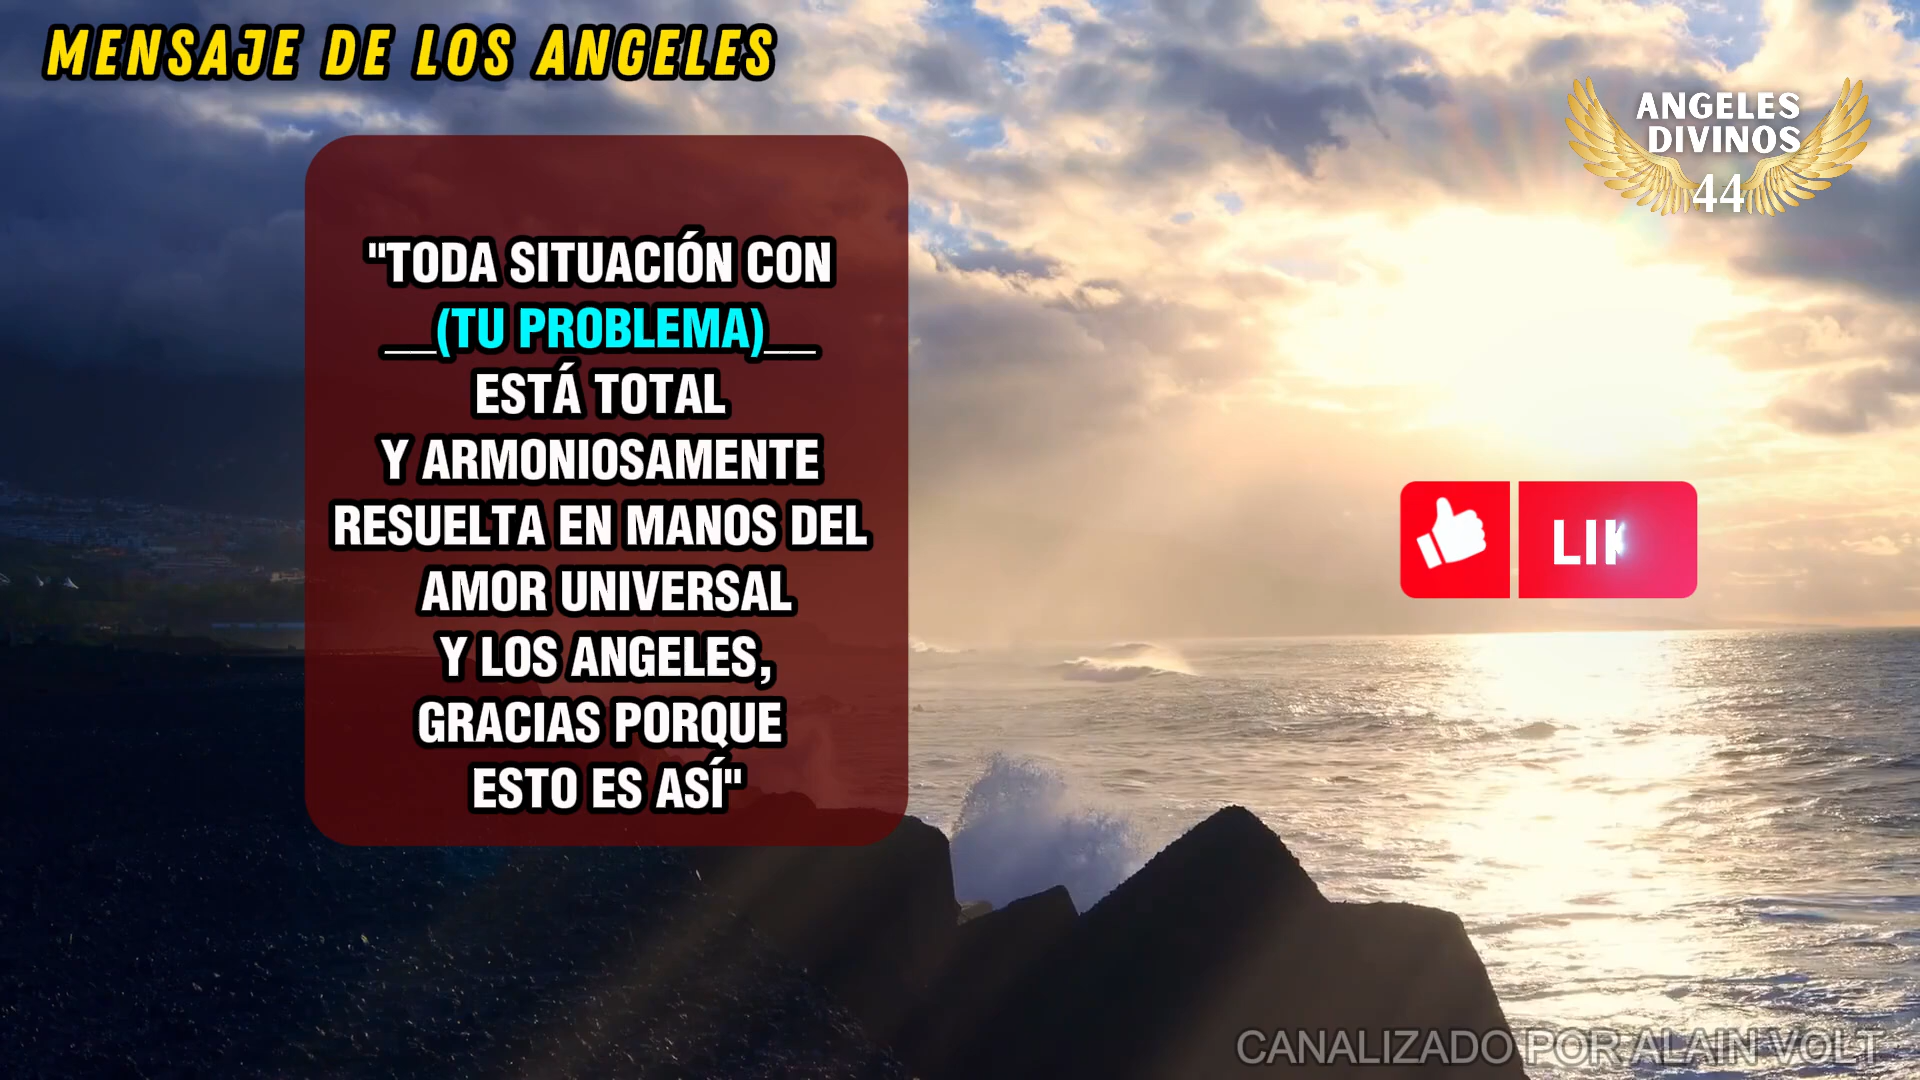 MENSAJE DE LOS ANGELES
ANGELES
DIVINOS
44
"TODA SITUACIÓN CON
__(TU PROBLEMA)__
ESTÁ TOTAL
Y ARMONIOSAMENTE
RESUELTA EN MANOS DEL
AMOR UNIVERSAL
Y LOS ANGELES,
GRACIAS PORQUE
ESTO ES ASÍ"
LIK
CANALIZADO POR ALAIN VOLT